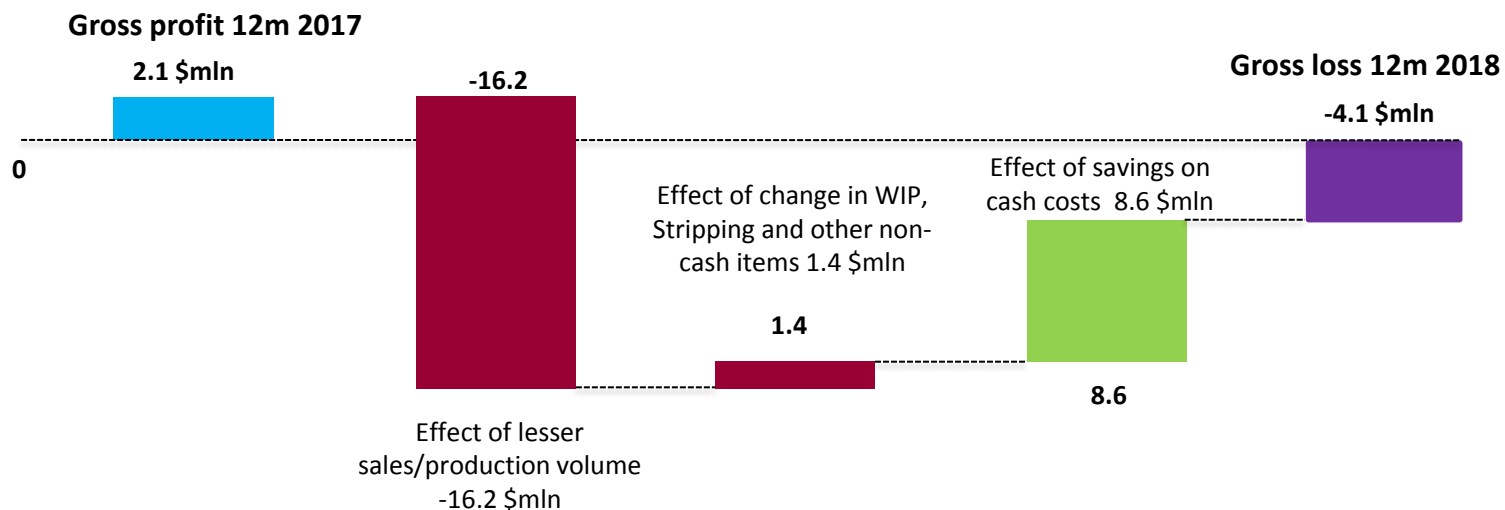 Gross profit 12m 2017
2.1 $mln
-16.2
Gross loss 12m 2018
-4.1 $mln
0
Effect of change in WIP,
Stripping and other non-
cash items 1.4 $mln
Effect of savings on
cash costs 8.6 $mln
1.4
8.6
Effect of lesser
sales/production volume
-16.2 $mln